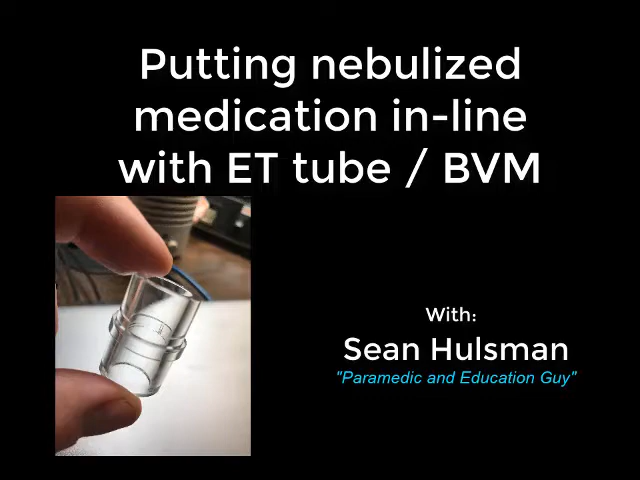 Putting nebulized
medication in-line
with ET tube / BVM
With:
Sean Hulsman
"Paramedic and Education Guy"